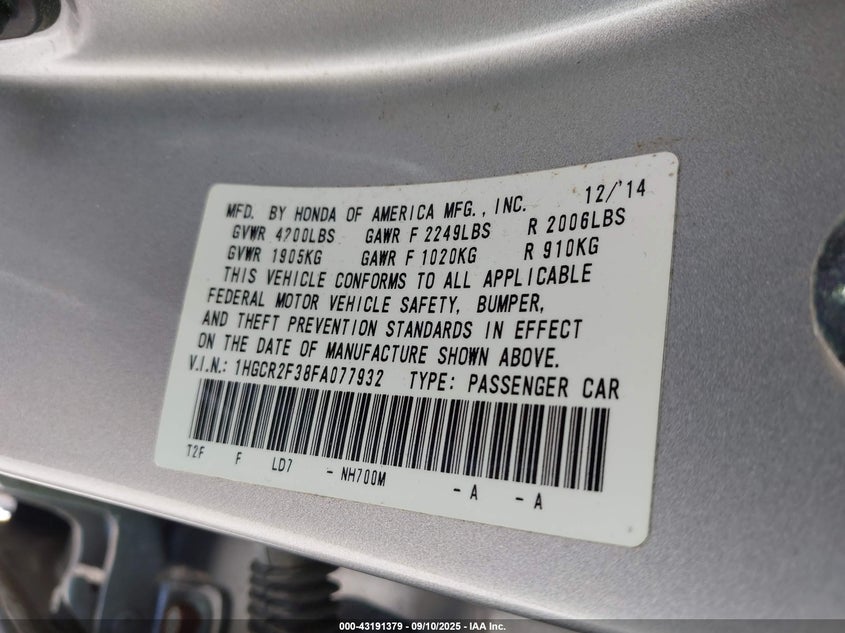 MFD. BY HONDA OF AMERICA MFG., INC. 12/'14
GVWR 4200LBS GAWR F 2249LBS R 2006LBS
GVWR 1905KG GAWR F 1020KG R 910KG
THIS VEHICLE CONFORMS TO ALL APPLICABLE
FEDERAL MOTOR VEHICLE SAFETY, BUMPER,
AND THEFT PREVENTION STANDARDS IN EFFECT
ON THE DATE OF MANUFACTURE SHOWN ABOVE.
V.I.N.: 1HGCR2F38FA077932 TYPE: PASSENGER CAR
T2F F LD7 - NH700M - A - A
000-43191379 - 09/10/2025 - IAA Inc.